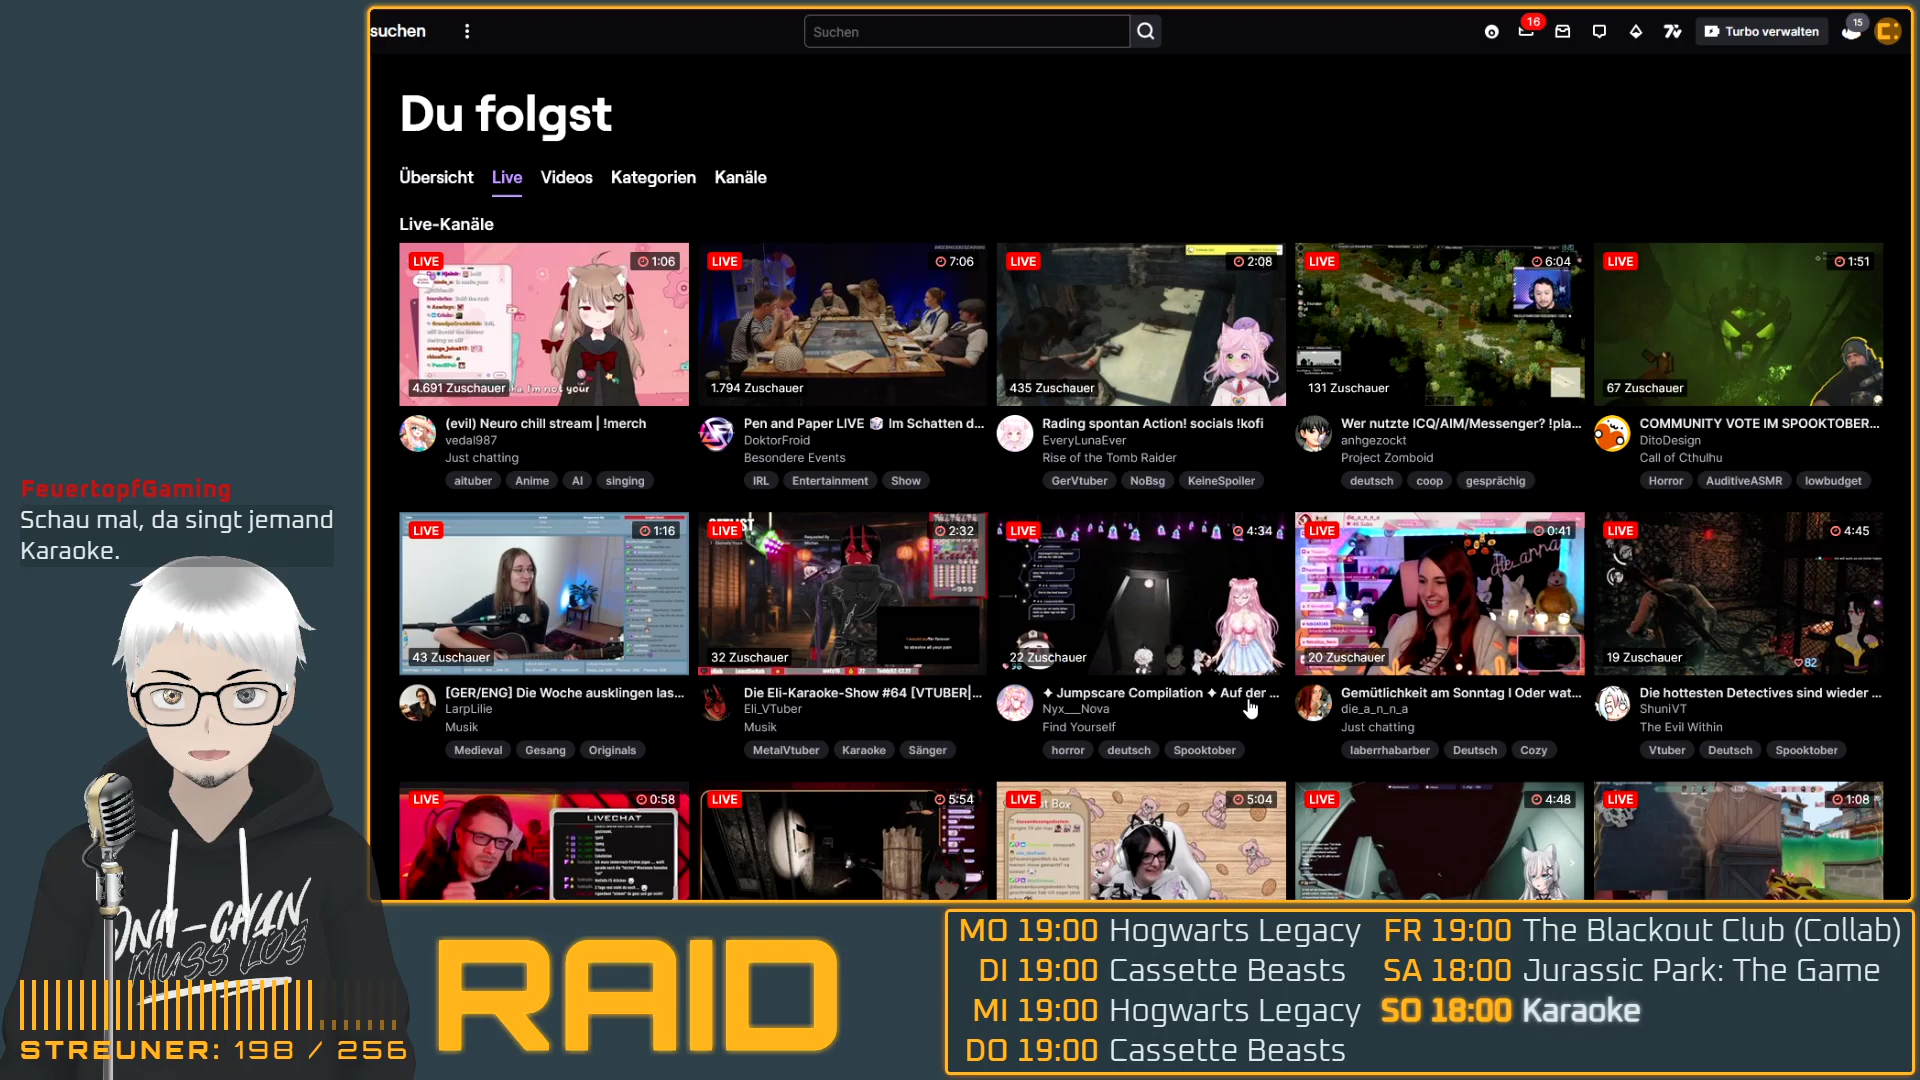 suchen
Suchen
16
Turbo verwalten
15
Du folgst
Übersicht Live Videos Kategorien Kanäle
Live-Kanäle
LIVE 1:06
4.691 Zuschauer
(evil) Neuro chill stream | !merch
vedal987
Just chatting
aituber Anime AI singing
LIVE 7:06
1.794 Zuschauer
Pen and Paper LIVE 🎲 Im Schatten d...
DoktorFroid
Besondere Events
IRL Entertainment Show
LIVE 2:08
435 Zuschauer
Rading spontan Action! socials !kofi
EveryLunaEver
Rise of the Tomb Raider
GerVtuber NoBsg KeineSpoiler
LIVE 6:04
131 Zuschauer
Wer nutzte ICQ/AIM/Messenger? !pla...
anhgezockt
Project Zomboid
deutsch coop gesprächig
LIVE 1:51
67 Zuschauer
COMMUNITY VOTE IM SPOOKTOBER...
DitoDesign
Call of Cthulhu
Horror AuditiveASMR lowbudget
LIVE 1:16
43 Zuschauer
[GER/ENG] Die Woche ausklingen las...
LarpLilie
Musik
Medieval Gesang Originals
LIVE 2:32
32 Zuschauer
Die Eli-Karaoke-Show #64 [VTUBER|...
Eli_VTuber
Musik
MetalVtuber Karaoke Sänger
LIVE 4:34
22 Zuschauer
✦ Jumpscare Compilation ✦ Auf der ...
Nyx___Nova
Find Yourself
horror deutsch Spooktober
LIVE 0:41
die_anna
20 Zuschauer
Gemütlichkeit am Sonntag I Oder wat...
die_a_n_n_a
Just chatting
laberrhabarber Deutsch Cozy
LIVE 4:45
82
19 Zuschauer
Die hottesten Detectives sind wieder ...
ShuniVT
The Evil Within
Vtuber Deutsch Spooktober
LIVE 0:58
LIVECHAT
LIVE 5:54
LIVE 5:04
LIVE 4:48
LIVE 1:08
FeuertopfGaming
Schau mal, da singt jemand
Karaoke.
MUSS LOS
STREUNER: 198 / 256
RAID
MO 19:00 Hogwarts Legacy
DI 19:00 Cassette Beasts
MI 19:00 Hogwarts Legacy
DO 19:00 Cassette Beasts
FR 19:00 The Blackout Club (Collab)
SA 18:00 Jurassic Park: The Game
SO 18:00 Karaoke